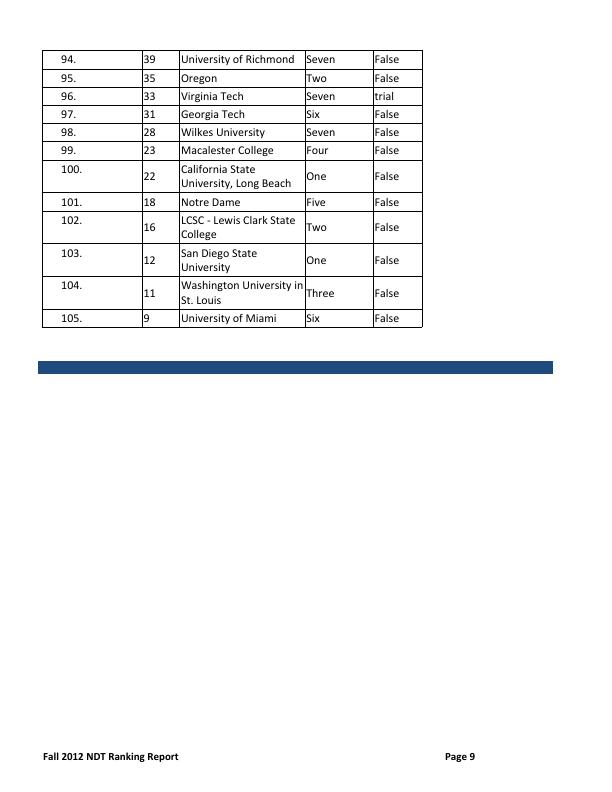 94. 39 University of Richmond Seven False
95. 35 Oregon Two False
96. 33 Virginia Tech Seven trial
97. 31 Georgia Tech Six False
98. 28 Wilkes University Seven False
99. 23 Macalester College Four False
100. 22 California State
University, Long Beach One False
101. 18 Notre Dame Five False
102. 16 LCSC - Lewis Clark State
College Two False
103. 12 San Diego State
University One False
104. 11 Washington University in
St. Louis Three False
105. 9 University of Miami Six False
Fall 2012 NDT Ranking Report Page 9